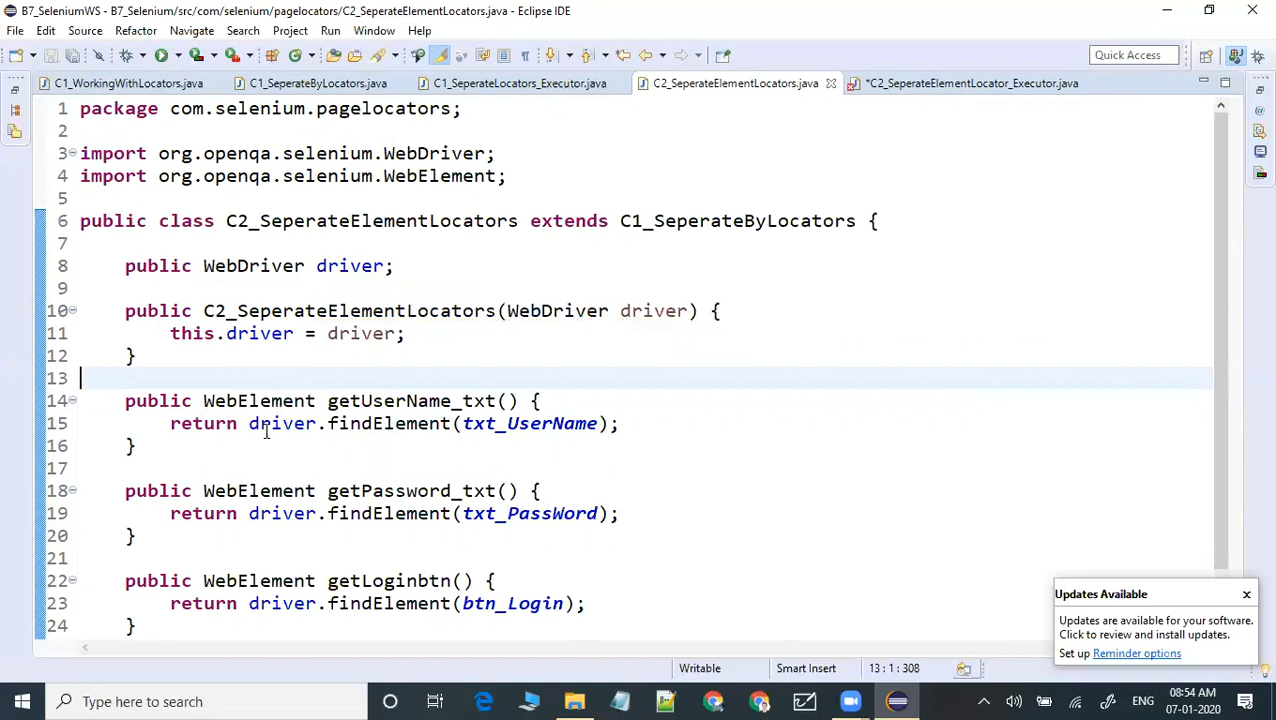 B7_SeleniumWS - B7_Selenium/src/com/selenium/pagelocators/C2_SeperateElementLocators.java - Eclipse IDE
File Edit Source Refactor Navigate Search Project Run Window Help
Quick Access
C1_WorkingWithLocators.java C1_SeperateByLocators.java C1_SeperateLocators_Executor.java C2_SeperateElementLocators.java *C2_SeperateElementLocator_Executor.java
1 package com.selenium.pagelocators;
2
3 import org.openqa.selenium.WebDriver;
4 import org.openqa.selenium.WebElement;
5
6 public class C2_SeperateElementLocators extends C1_SeperateByLocators {
7
8 public WebDriver driver;
9
10 public C2_SeperateElementLocators(WebDriver driver) {
11 this.driver = driver;
12 }
13
14 public WebElement getUserName_txt() {
15 return driver.findElement(txt_UserName);
16 }
17
18 public WebElement getPassword_txt() {
19 return driver.findElement(txt_PassWord);
20 }
21
22 public WebElement getLoginbtn() {
23 return driver.findElement(btn_Login);
24 }
Updates Available
Updates are available for your software.
Click to review and install updates.
Set up Reminder options
Writable Smart Insert 13 : 1 : 308
Type here to search
ENG
08:54 AM
07-01-2020